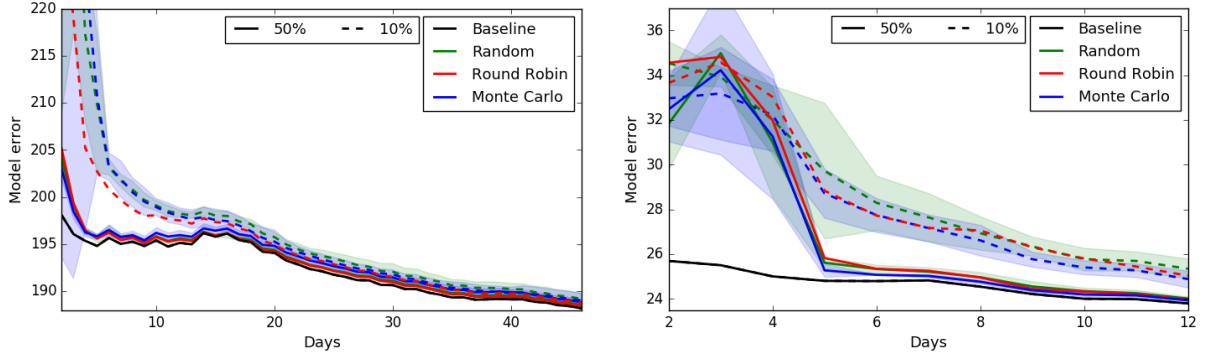 220
215
210
205
200
195
190
Model error
10
20
30
40
Days
50%
10%
Baseline
Random
Round Robin
Monte Carlo
36
34
32
30
28
26
24
Model error
2
4
6
8
10
12
Days
50%
10%
Baseline
Random
Round Robin
Monte Carlo